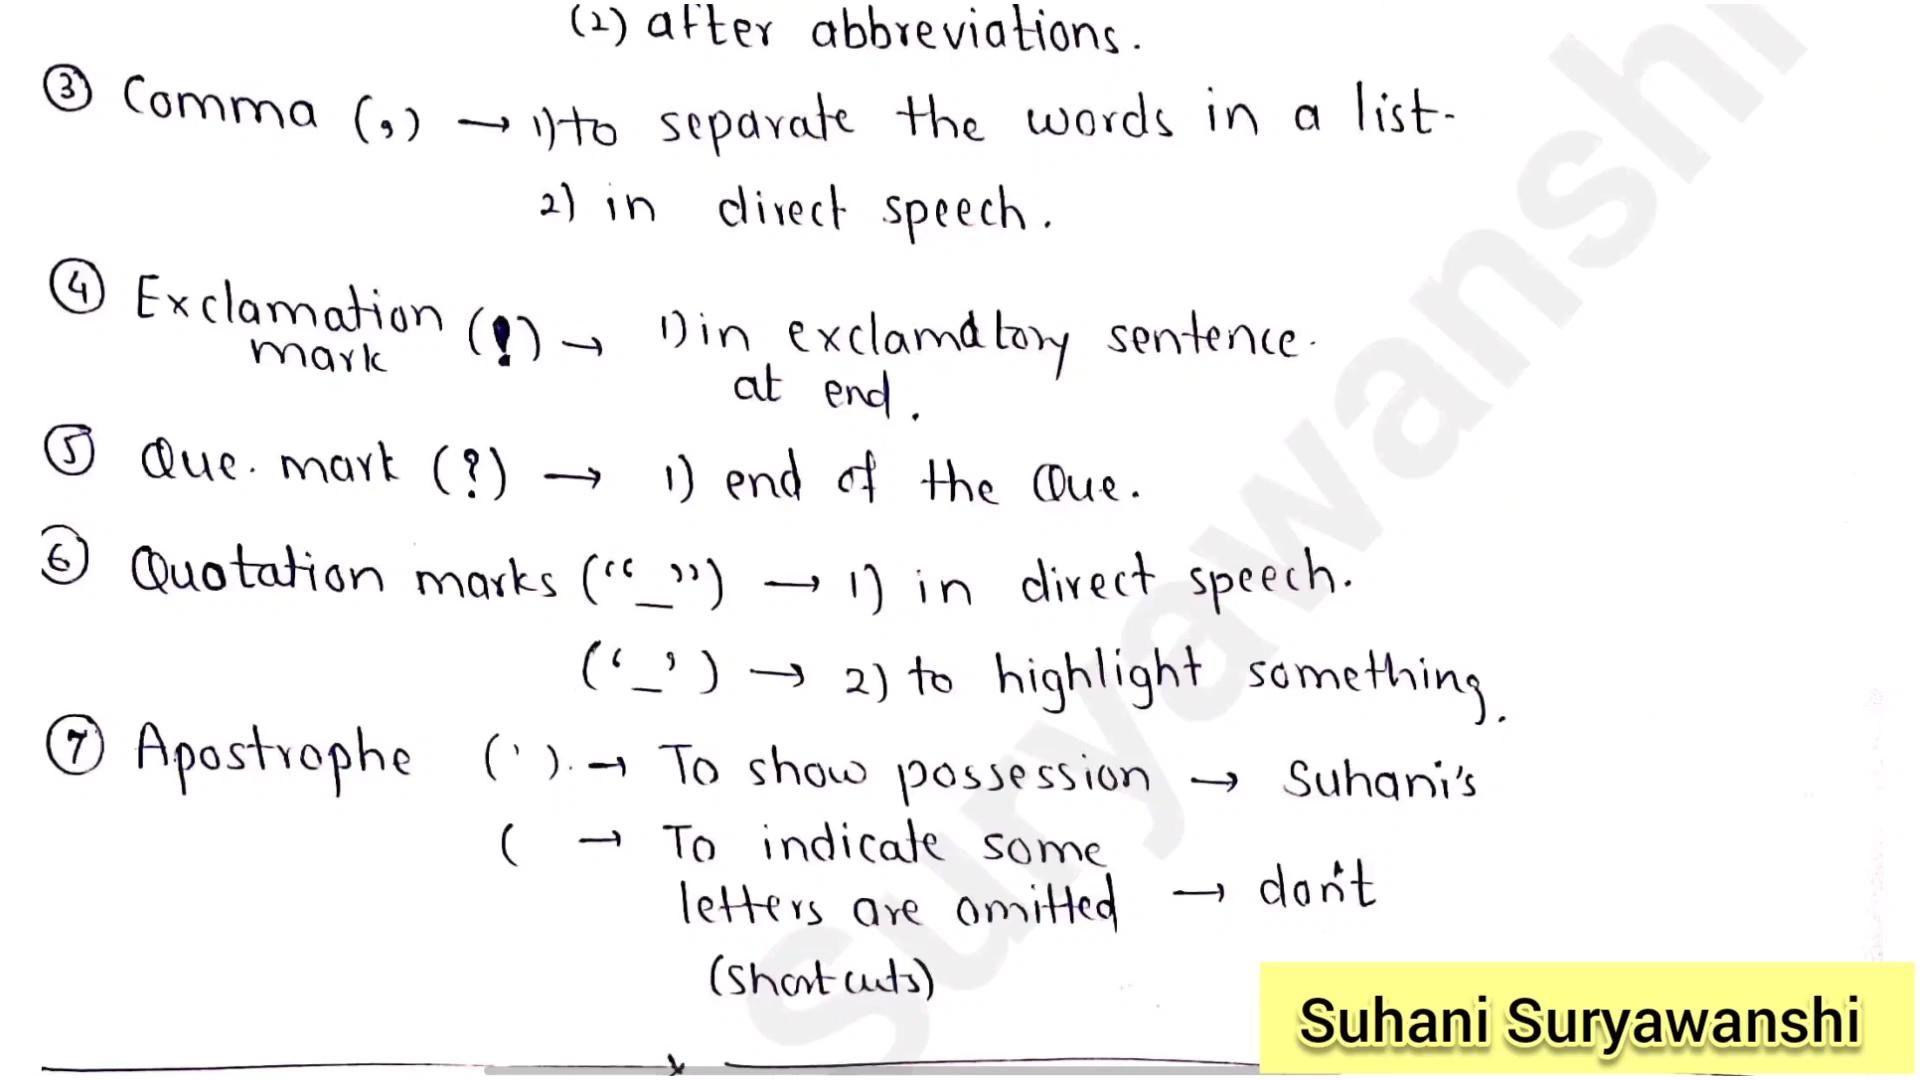 (2) after abbreviations.
③ Comma (,) → 1) to separate the words in a list.
2) in direct speech.
④ Exclamation (!) → 1) in exclamatory sentence.
mark
at end.
⑤ Que. mark (?) → 1) end of the Que.
⑥ Quotation marks (“_”) → 1) in direct speech.
(‘_’) → 2) to highlight something.
⑦ Apostrophe (') → To show possession → Suhani's
( → To indicate some
letters are omitted → don't
(short cuts)
Suryawanshi
Suhani Suryawanshi